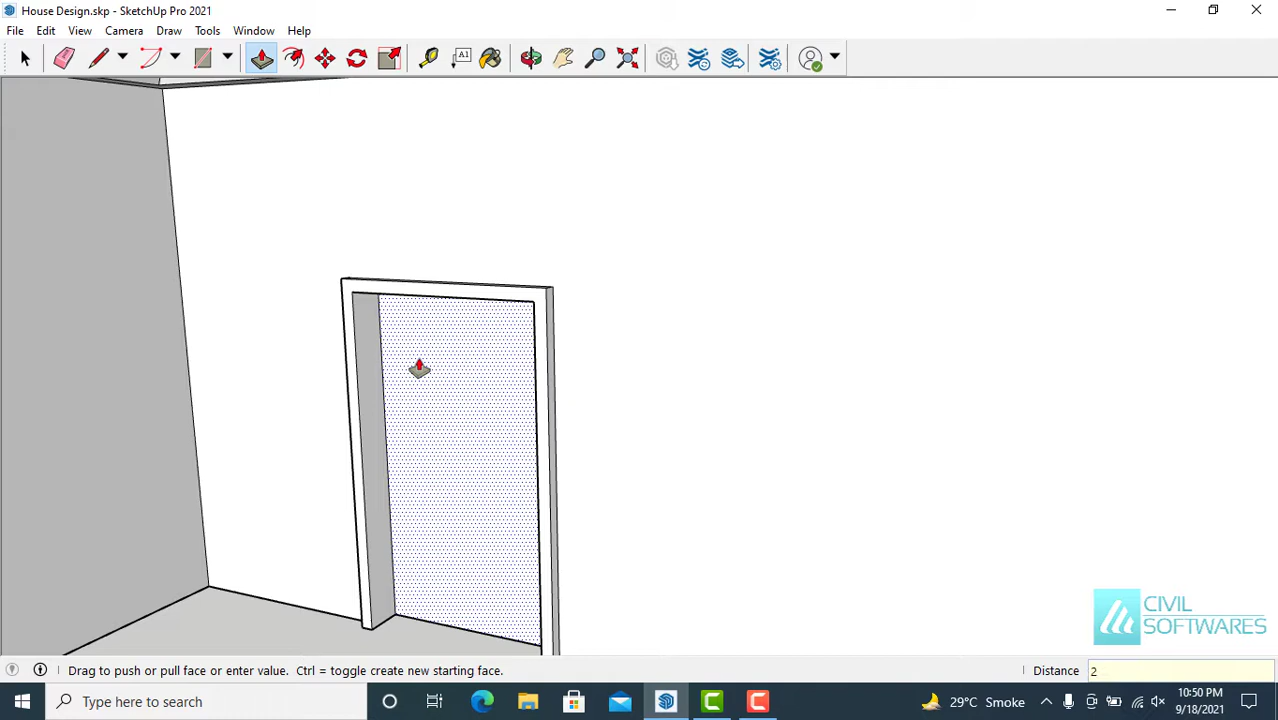 House Design.skp - SketchUp Pro 2021
File Edit View Camera Draw Tools Window Help
A1
CIVIL
SOFTWARES
Drag to push or pull face or enter value. Ctrl = toggle create new starting face.
Distance 2
Type here to search
29°C Smoke
10:50 PM
9/18/2021